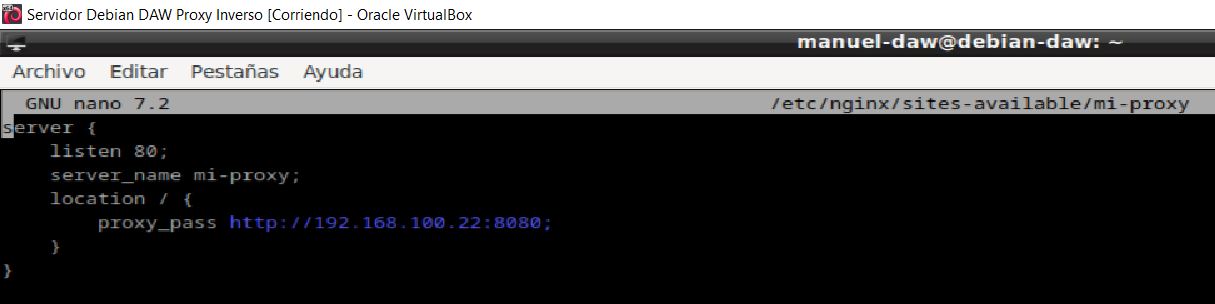 Servidor Debian DAW Proxy Inverso [Corriendo] - Oracle VirtualBox
manuel-daw@debian-daw: ~
Archivo Editar Pestañas Ayuda
GNU nano 7.2 /etc/nginx/sites-available/mi-proxy
server {
    listen 80;
    server_name mi-proxy;
    location / {
        proxy_pass http://192.168.100.22:8080;
    }
}